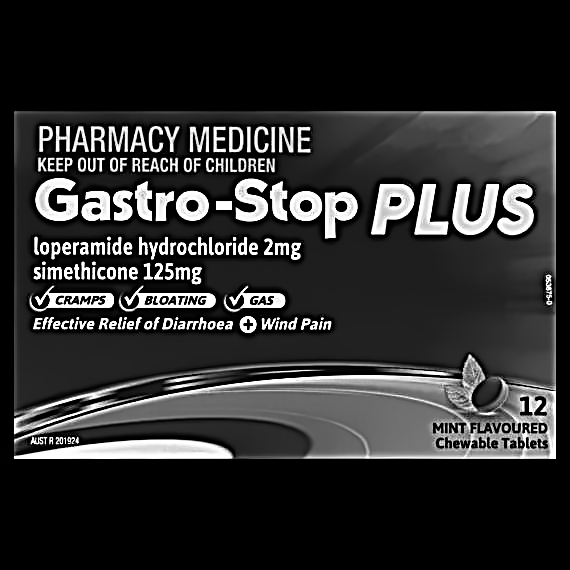 PHARMACY MEDICINE
KEEP OUT OF REACH OF CHILDREN
Gastro-Stop PLUS
loperamide hydrochloride 2mg
simethicone 125mg
CRAMPS BLOATING GAS
Effective Relief of Diarrhoea + Wind Pain
12
MINT FLAVOURED
Chewable Tablets
AUST R 201924